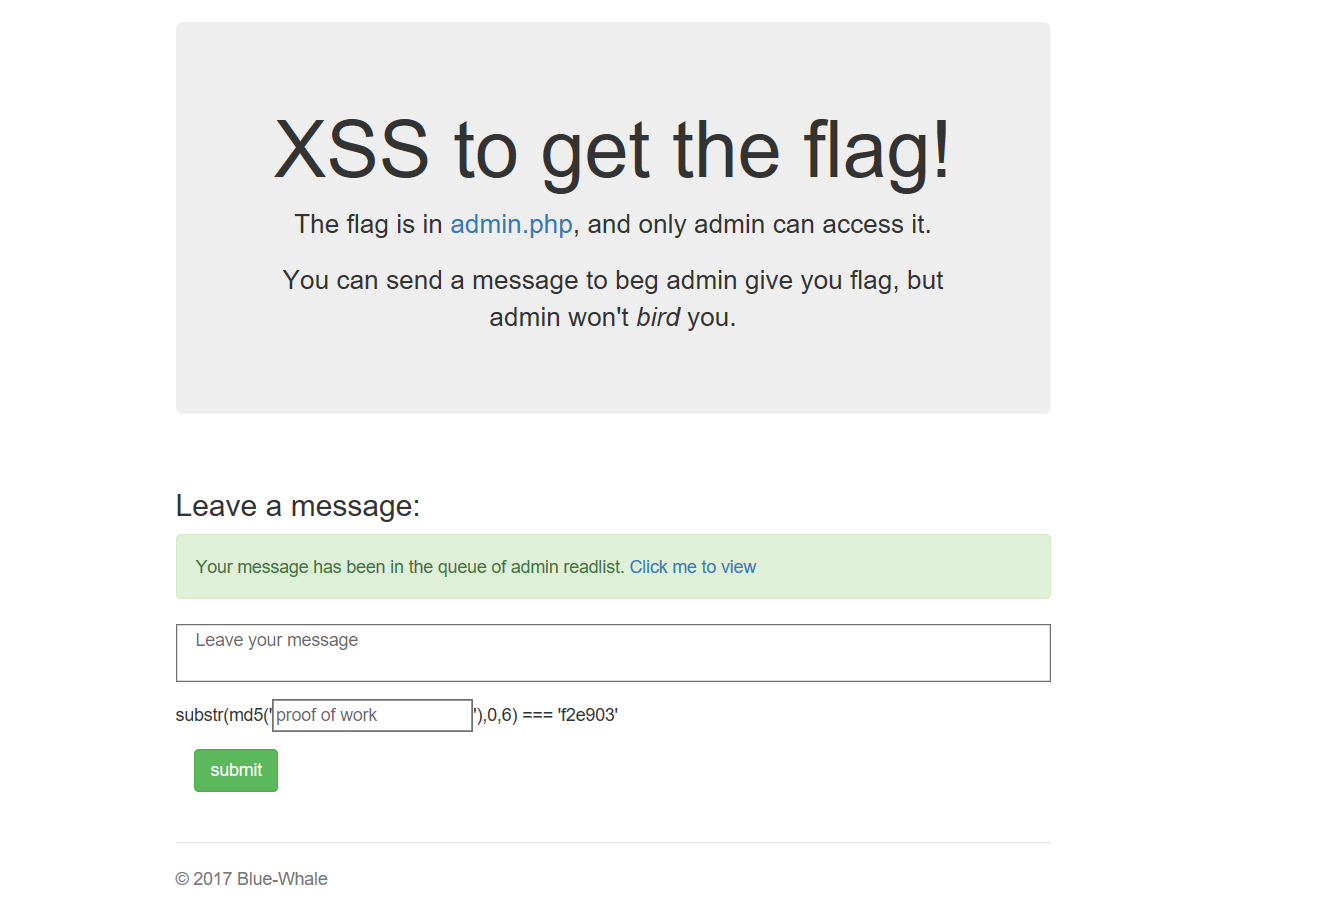 XSS to get the flag!
The flag is in admin.php, and only admin can access it.
You can send a message to beg admin give you flag, but
admin won't bird you.
Leave a message:
Your message has been in the queue of admin readlist. Click me to view
Leave your message
substr(md5('proof of work'),0,6) === 'f2e903'
submit
© 2017 Blue-Whale